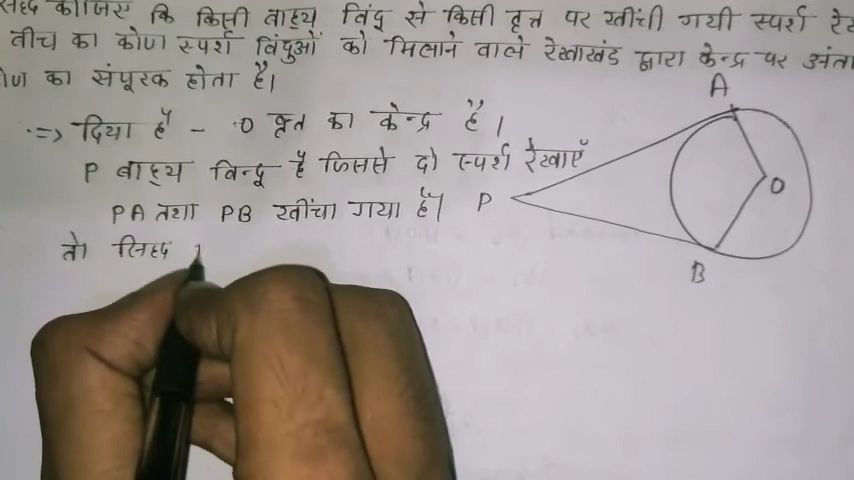 सिद्ध कीजिए कि किसी वाह्य विंदू से किसी वृत्त पर खींची गयी स्पर्श रे
बीच का कोण स्पर्श विंदुओं को मिलाने वाले रेखाखंड द्वारा केन्द्र पर अंता
ोण का संपूरक होता है।
=> दिया है - O वृत का केन्द्र है।
P बाह्य विन्दू है जिससे दो स्पर्श रेखाएँ
PA तथा PB खींचा गया है।
तो सिद्ध
A
P
O
B